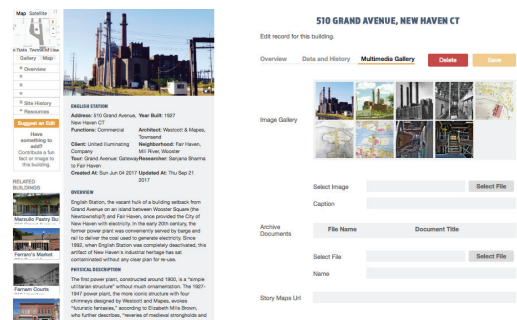 Map Satellite
Gallery Map
Overview
Site History
Resources
Suggest an Edit
Have
something to
add?
Contribute a fun
fact or image to
this building.
RELATED
BUILDINGS
Marzullo Pastry Bu
Ferraro's Market
Farnam Courts
ENGLISH STATION
Address: 510 Grand Avenue, Year Built: 1927
New Haven CT
Functions: Commercial Architect: Westcott & Mapes,
Townsend
Client: United Iluminating Neighborhood: Fair Haven,
Company Mill River, Wooster
Tour: Grand Avenue: Gateway Researcher: Sanjana Sharma
to Fair Haven
Created At: Sun Jun 04 2017 Updated At: Thu Sep 21
2017
OVERVIEW
English Station, the vacant hulk of a building setback from
Grand Avenue on an island between Wooster Square (the
Newtownship?) and Fair Haven, once provided the City of
New Haven with electricity. In the early 20th century, the
former power plant was conveniently served by barge and
rail to deliver the coal used to generate electricity. Since
1992, when English Station was completely deactivated, this
artifact of New Haven's industrial heritage has sat
contaminated without any clear plan for re-use.
PHYSICAL DESCRIPTION
The first power plant, constructed around 1900, is a "simple
utilitarian structure" without much ornamentation. The 1927-
1947 power plant, the more iconic structure with four
chimneys designed by Westcott and Mapes, evokes
"futuristic fantasies," according to Elizabeth Mills Brown,
who further describes, "reveries of medieval strongholds and
510 GRAND AVENUE, NEW HAVEN CT
Edit record for this building.
Overview Data and History Multimedia Gallery Delete Save
Image Gallery
Select Image Select File
Caption
Archive
Documents
File Name Document Title
Select File Select File
Name
Story Maps Url